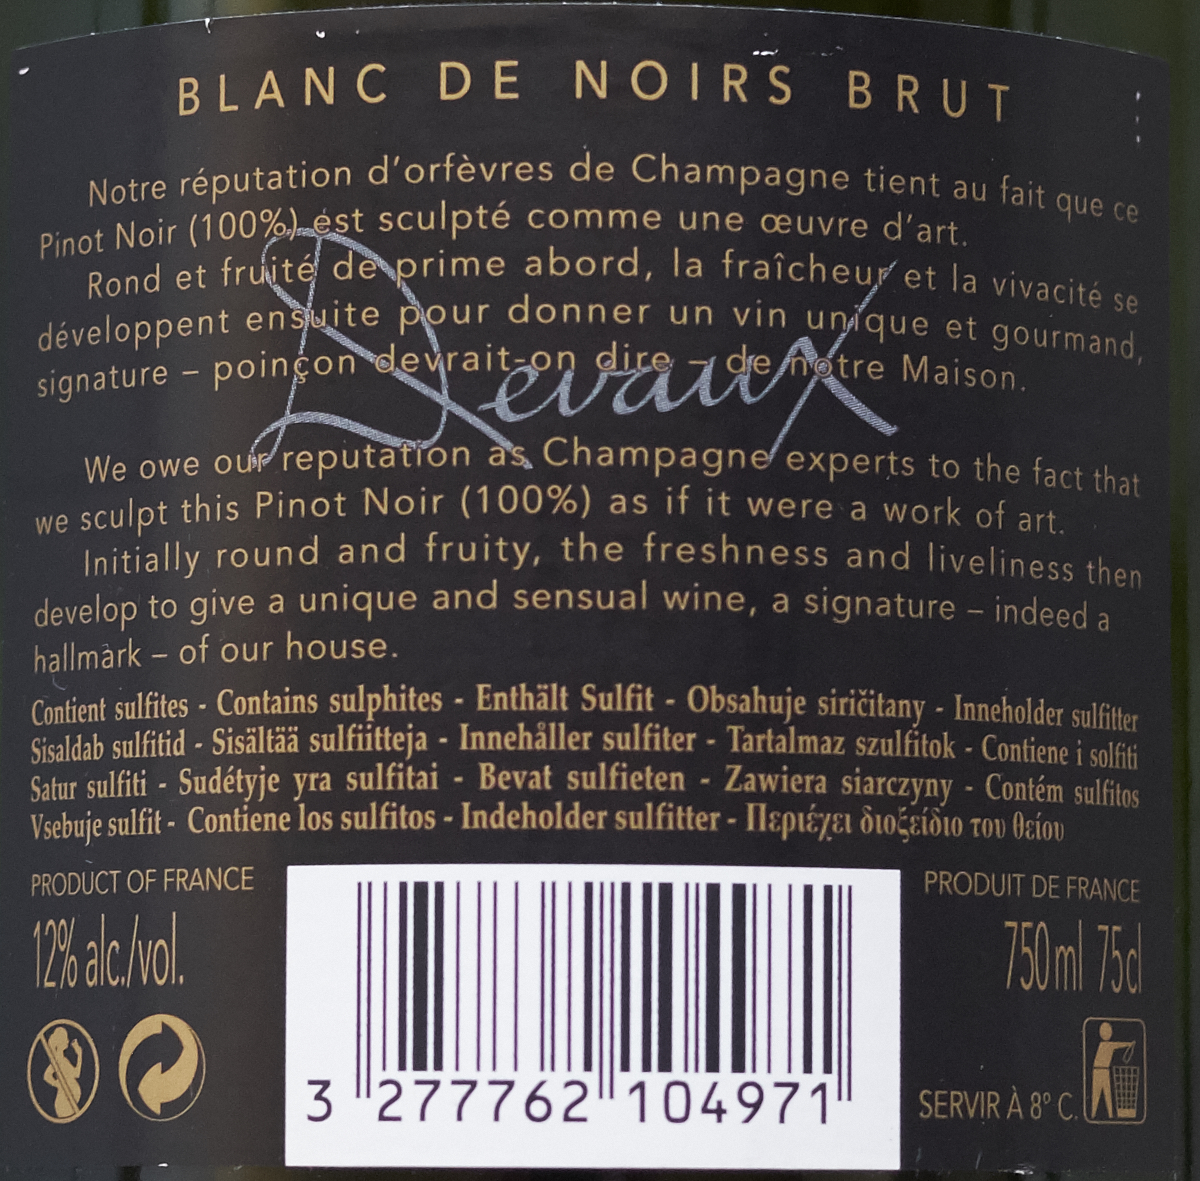 BLANC DE NOIRS BRUT
Notre réputation d'orfèvres de Champagne tient au fait que ce
Pinot Noir (100%) est sculpté comme une œuvre d'art.
Rond et fruité de prime abord, la fraîcheur et la vivacité se
développent ensuite pour donner un vin unique et gourmand,
signature – poinçon devrait-on dire – de notre Maison.
Devaux
We owe our reputation as Champagne experts to the fact that
we sculpt this Pinot Noir (100%) as if it were a work of art.
Initially round and fruity, the freshness and liveliness then
develop to give a unique and sensual wine, a signature – indeed a
hallmark – of our house.
Contient sulfites - Contains sulphites - Enthält Sulfit - Obsahuje siričitany - Inneholder sulfitter
Sisaldab sulfitid - Sisältää sulfiitteja - Innehåller sulfiter - Tartalmaz szulfitok - Contiene i solfiti
Satur sulfiti - Sudétyje yra sulfitai - Bevat sulfieten - Zawiera siarczyny - Contém sulfitos
Vsebuje sulfit - Contiene los sulfitos - Indeholder sulfitter - Περιέχει διοξείδιο του θείου
PRODUCT OF FRANCE
12% alc./vol.
3 277762 104971
PRODUIT DE FRANCE
750ml 75cl
SERVIR À 8° C.